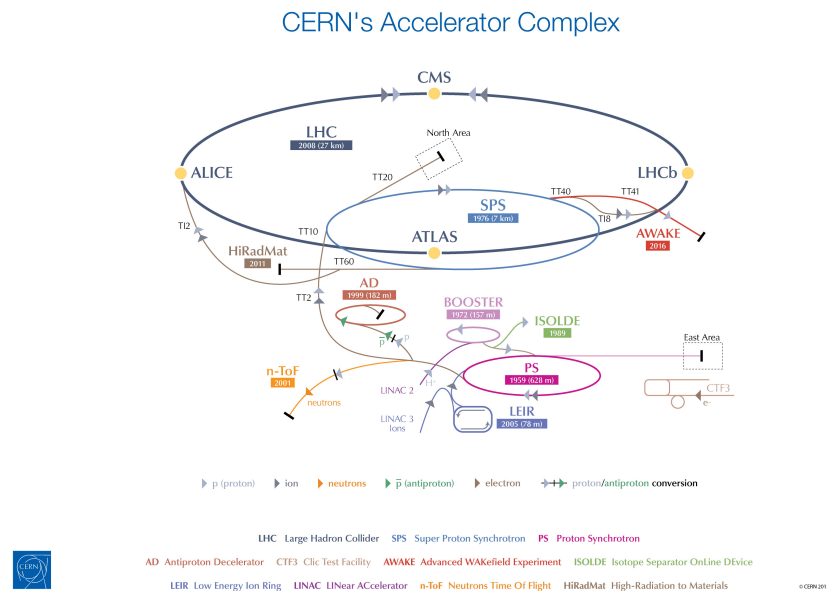 CERN's Accelerator Complex
CMS
North Area
LHC
2008 (27 km)
ALICE
LHCb
TT20
TT40
TT41
SPS
1976 (7 km)
TI8
TI2
TT10
ATLAS
AWAKE
2016
HiRadMat
2011
TT60
AD
1999 (182 m)
TT2
BOOSTER
1972 (157 m)
ISOLDE
1989
p
p̅
East Area
n-ToF
2001
PS
1959 (628 m)
H⁺
neutrons
LINAC 2
CTF3
e⁻
LEIR
2005 (78 m)
LINAC 3
Ions
p (proton) ion neutrons p̅ (antiproton) electron proton/antiproton conversion
LHC Large Hadron Collider SPS Super Proton Synchrotron PS Proton Synchrotron
AD Antiproton Decelerator CTF3 Clic Test Facility AWAKE Advanced WAKefield Experiment ISOLDE Isotope Separator OnLine DEvice
LEIR Low Energy Ion Ring LINAC LINear ACcelerator n-ToF Neutrons Time Of Flight HiRadMat High-Radiation to Materials
CERN
© CERN 201